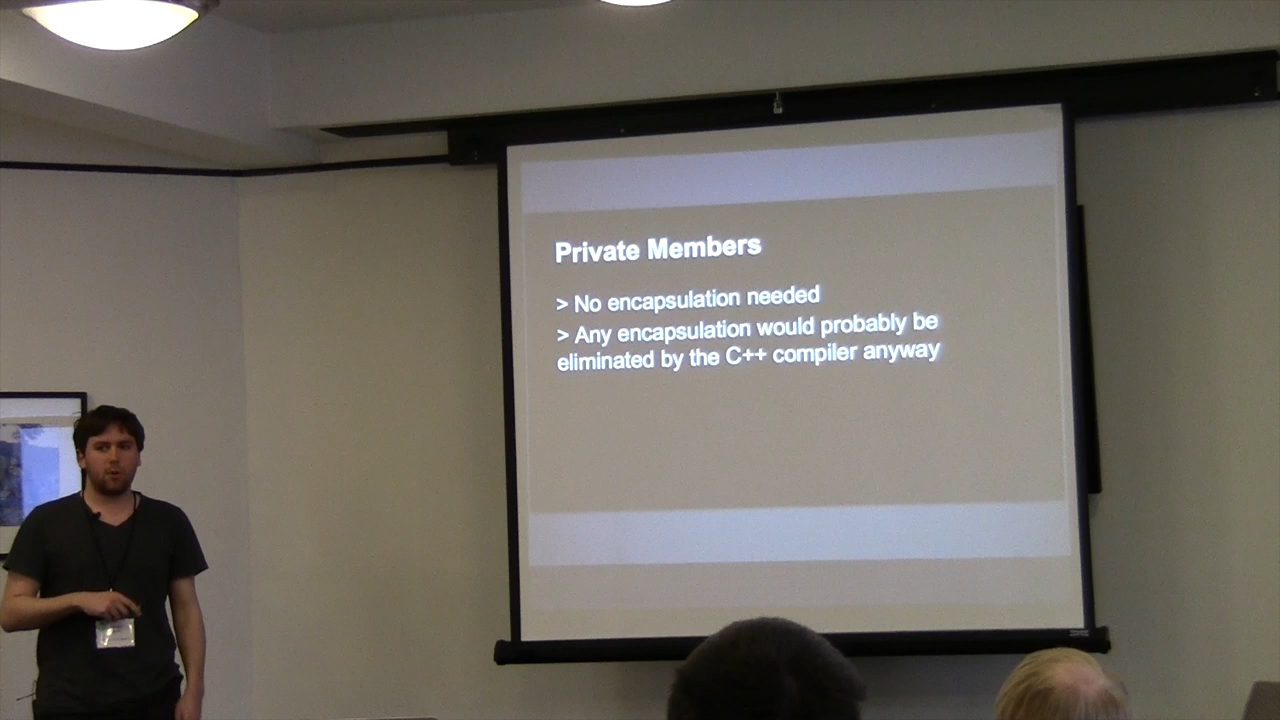 Private Members
> No encapsulation needed
> Any encapsulation would probably be
eliminated by the C++ compiler anyway